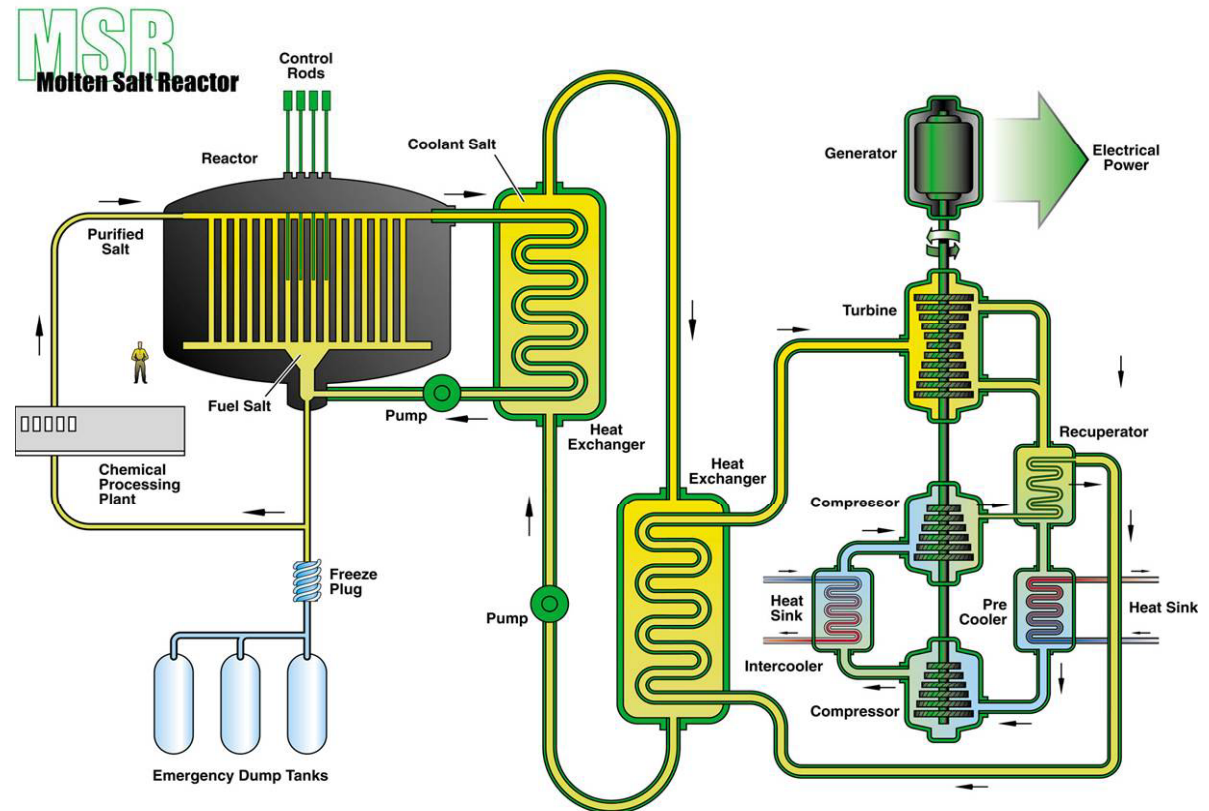 MSR
Molten Salt Reactor
Control
Rods
Reactor
Coolant Salt
Generator
Electrical
Power
Purified
Salt
Turbine
Fuel Salt
Pump
Heat
Exchanger
Recuperator
Chemical
Processing
Plant
Heat
Exchanger
Compressor
Freeze
Plug
Pump
Heat
Sink
Pre
Cooler
Heat Sink
Intercooler
Compressor
Emergency Dump Tanks